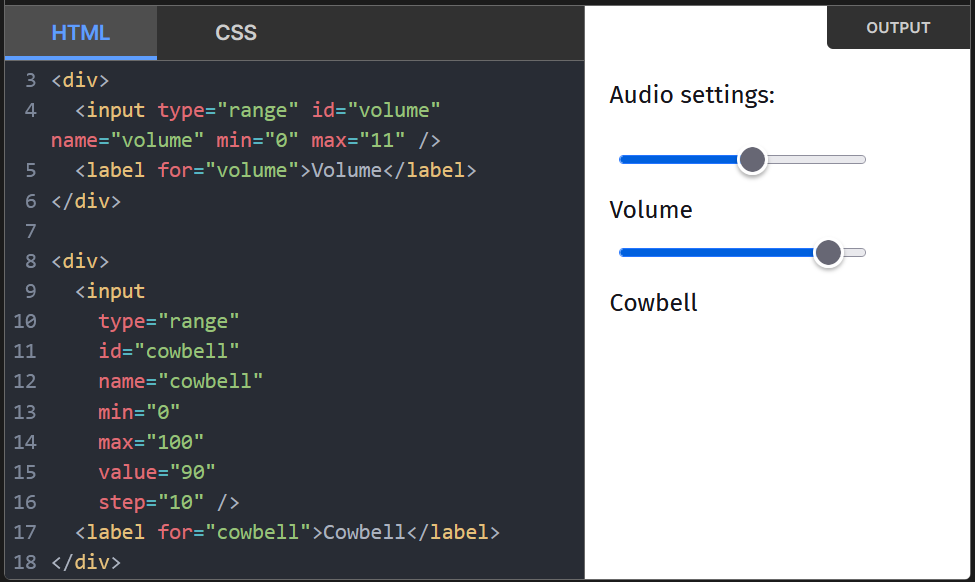 HTML CSS OUTPUT
3 <div>
4   <input type="range" id="volume"
name="volume" min="0" max="11" />
5   <label for="volume">Volume</label>
6 </div>
7
8 <div>
9   <input
10     type="range"
11     id="cowbell"
12     name="cowbell"
13     min="0"
14     max="100"
15     value="90"
16     step="10" />
17   <label for="cowbell">Cowbell</label>
18 </div>
Audio settings:
Volume
Cowbell